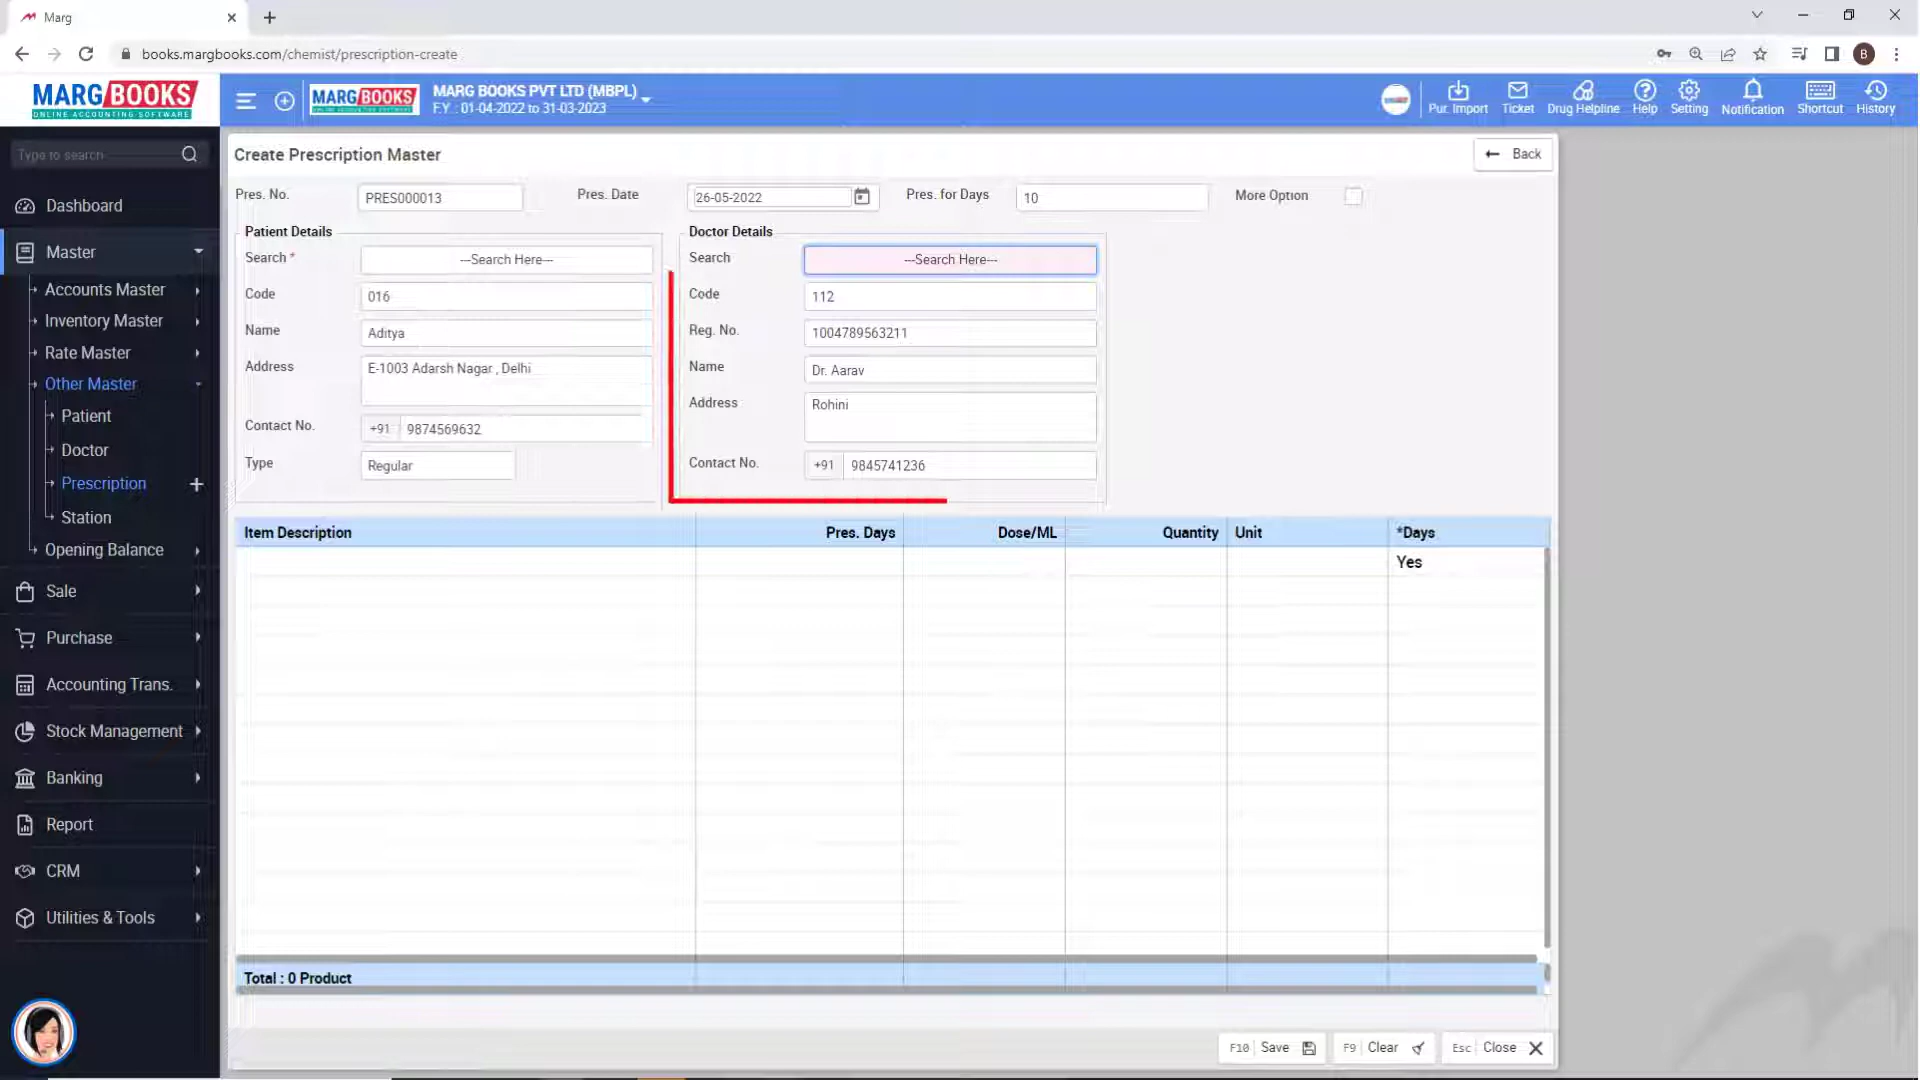 Marg
books.margbooks.com/chemist/prescription-create
B
MARG BOOKS
ONLINE ACCOUNTING SOFTWARE
MARG BOOKS
ONLINE ACCOUNTING SOFTWARE
MARG BOOKS PVT LTD (MBPL)
F.Y. : 01-04-2022 to 31-03-2023
Pur. Import
Ticket
Drug Helpline
Help
Setting
Notification
Shortcut
History
Type to search
Dashboard
Master
Accounts Master
Inventory Master
Rate Master
Other Master
Patient
Doctor
Prescription
Station
Opening Balance
Sale
Purchase
Accounting Trans.
Stock Management
Banking
Report
CRM
Utilities & Tools
Create Prescription Master
Back
Pres. No. PRES000013 Pres. Date 26-05-2022 Pres. for Days 10 More Option
Patient Details
Search * ---Search Here---
Code 016
Name Aditya
Address E-1003 Adarsh Nagar , Delhi
Contact No. +91 9874569632
Type Regular
Doctor Details
Search ---Search Here---
Code 112
Reg. No. 1004789563211
Name Dr. Aarav
Address Rohini
Contact No. +91 9845741236
Item Description Pres. Days Dose/ML Quantity Unit *Days
Yes
Total : 0 Product
F10 Save F9 Clear Esc Close